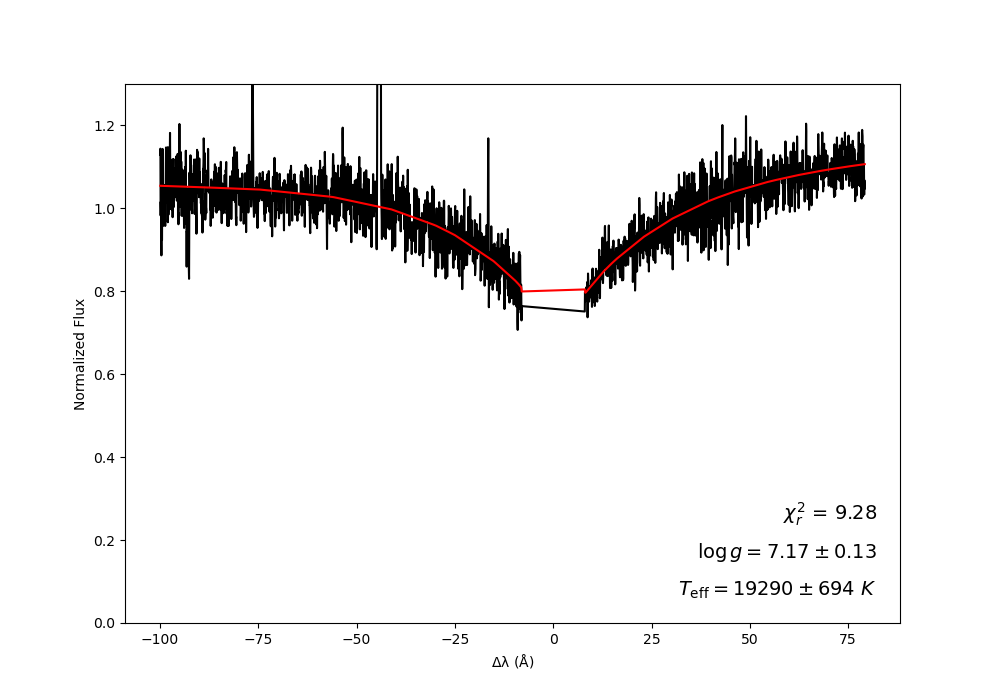 1.2
1.0
0.8
0.6
0.4
0.2
0.0
Normalized Flux
χ²ᵣ = 9.28
log g = 7.17 ± 0.13
T_eff = 19290 ± 694 K
−100 −75 −50 −25 0 25 50 75
Δλ (Å)